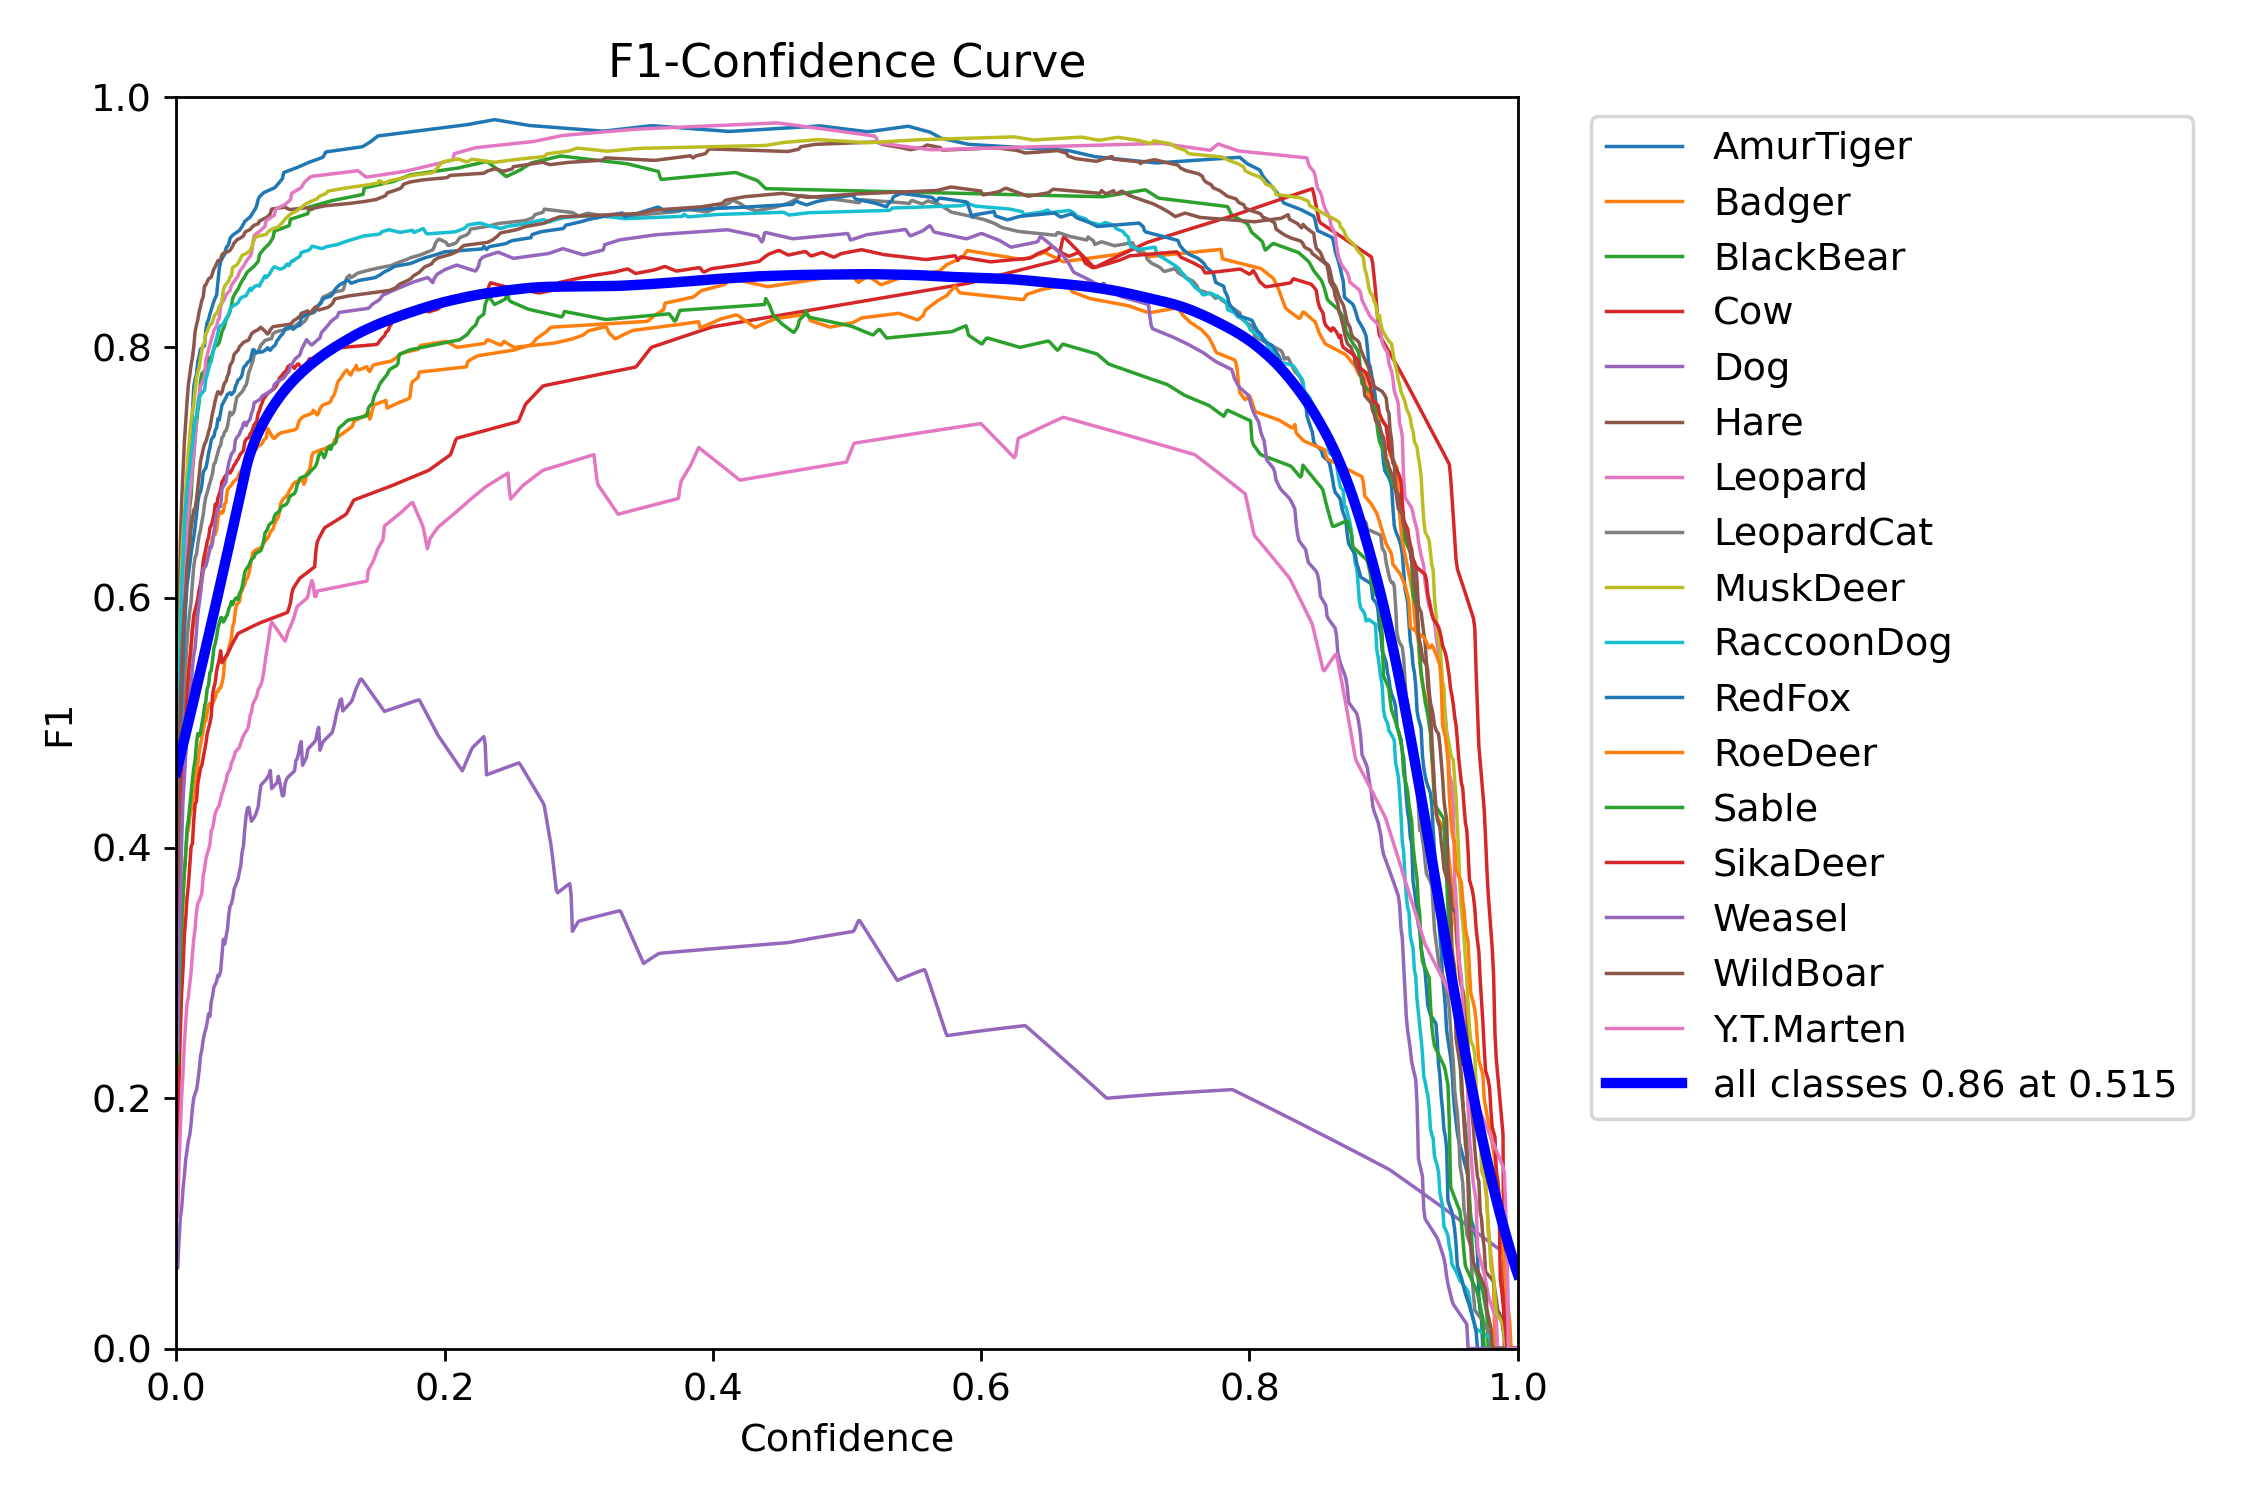 F1-Confidence Curve
1.0
0.8
0.6
0.4
0.2
0.0
F1
0.0 0.2 0.4 0.6 0.8 1.0
Confidence
AmurTiger
Badger
BlackBear
Cow
Dog
Hare
Leopard
LeopardCat
MuskDeer
RaccoonDog
RedFox
RoeDeer
Sable
SikaDeer
Weasel
WildBoar
Y.T.Marten
all classes 0.86 at 0.515